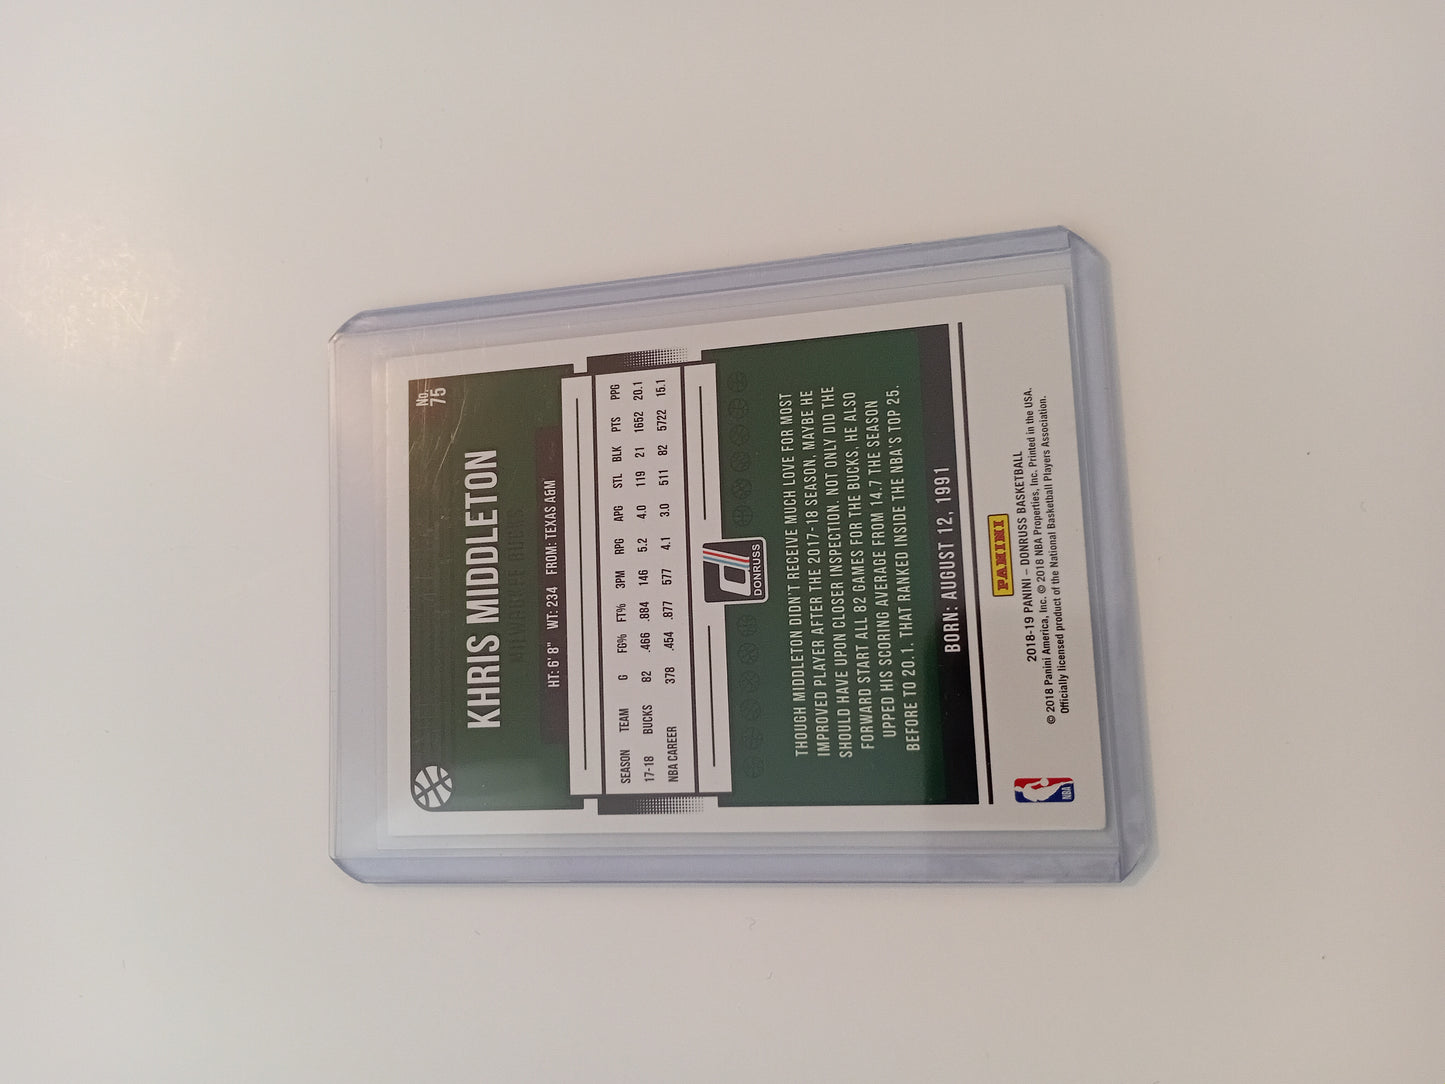 No.
75
KHRIS MIDDLETON
MILWAUKEE BUCKS
HT: 6' 8" WT: 234 FROM: TEXAS A&M
SEASON TEAM G FG% FT% 3PM RPG APG STL BLK PTS PPG
17-18 BUCKS 82 .466 .884 146 5.2 4.0 119 21 1652 20.1
NBA CAREER 378 .454 .877 577 4.1 3.0 511 82 5722 15.1
DONRUSS
THOUGH MIDDLETON DIDN'T RECEIVE MUCH LOVE FOR MOST
IMPROVED PLAYER AFTER THE 2017-18 SEASON, MAYBE HE
SHOULD HAVE UPON CLOSER INSPECTION. NOT ONLY DID THE
FORWARD START ALL 82 GAMES FOR THE BUCKS, HE ALSO
UPPED HIS SCORING AVERAGE FROM 14.7 THE SEASON
BEFORE TO 20.1. THAT RANKED INSIDE THE NBA'S TOP 25.
BORN: AUGUST 12, 1991
PANINI
2018-19 PANINI – DONRUSS BASKETBALL
© 2018 Panini America, Inc. © 2018 NBA Properties, Inc. Printed in the USA.
Officially licensed product of the National Basketball Players Association.
NBA